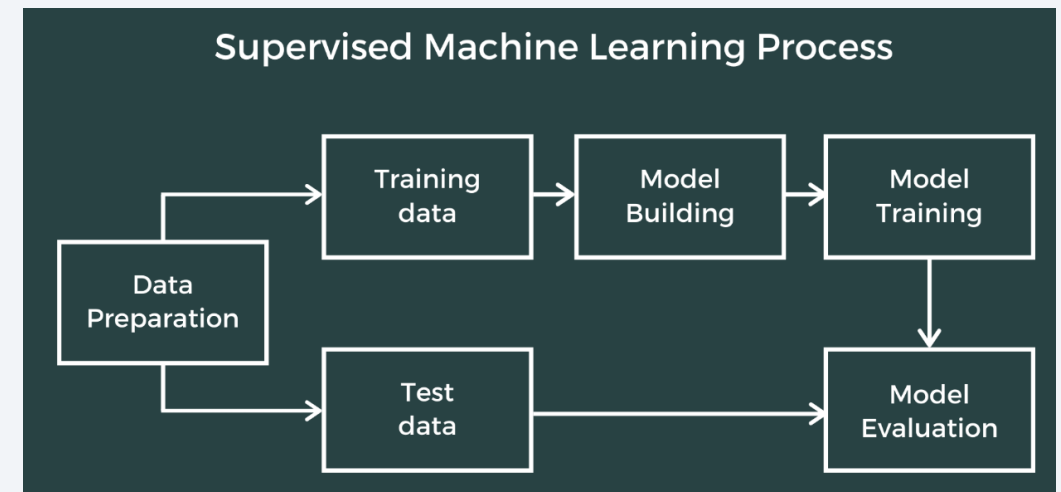 Supervised Machine Learning Process
Training
data
Model
Building
Model
Training
Data
Preparation
Test
data
Model
Evaluation